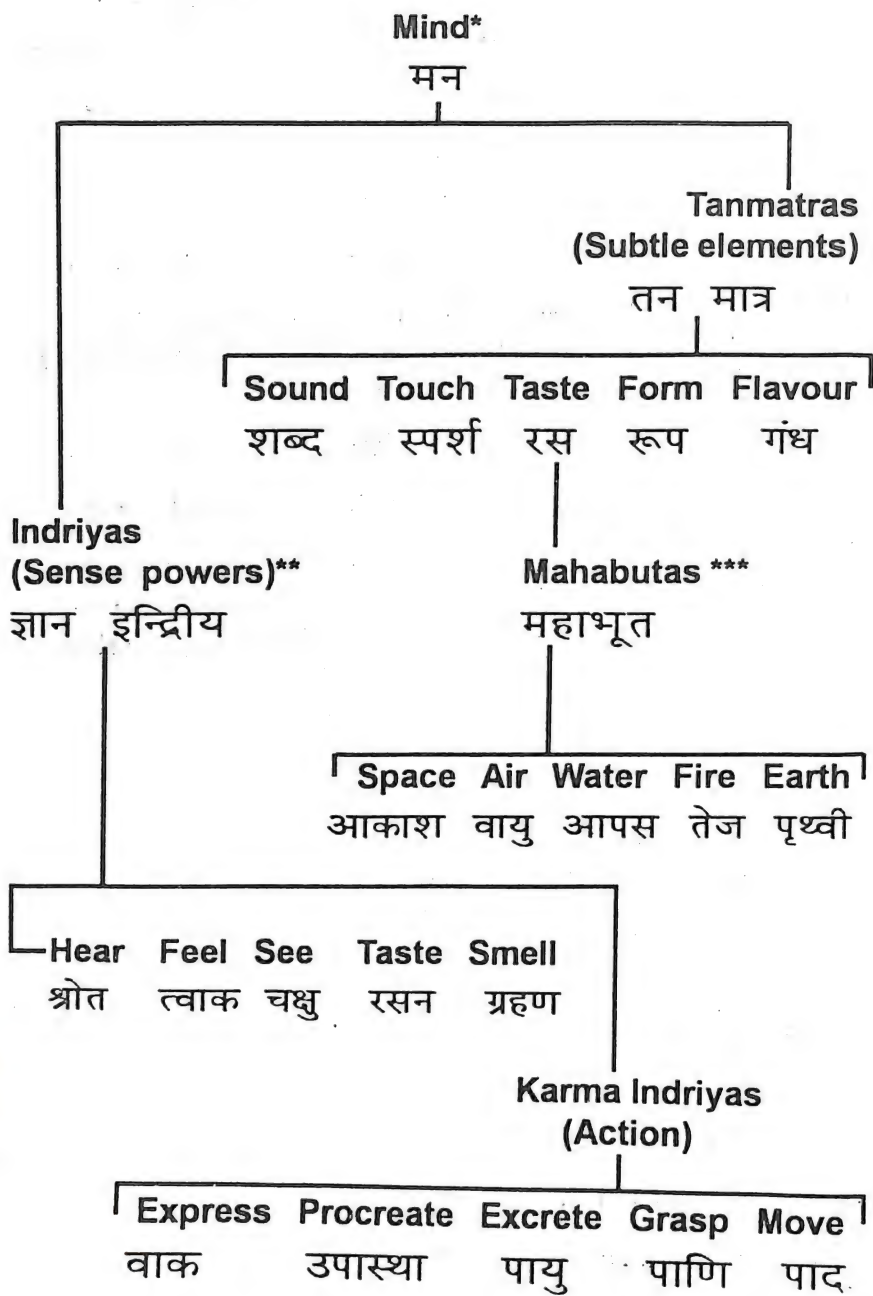 Mind*
मन
Tanmatras
(Subtle elements)
तन मात्र
Sound Touch Taste Form Flavour
शब्द स्पर्श रस रूप गंध
Indriyas
(Sense powers)**
ज्ञान इन्द्रिीय
Mahabutas ***
महाभूत
Space Air Water Fire Earth
आकाश वायु आपस तेज पृथ्वी
Hear Feel See Taste Smell
श्रोत त्वाक चक्षु रसन ग्रहण
Karma Indriyas
(Action)
Express Procreate Excrete Grasp Move
वाक उपास्था पायु पाणि पाद